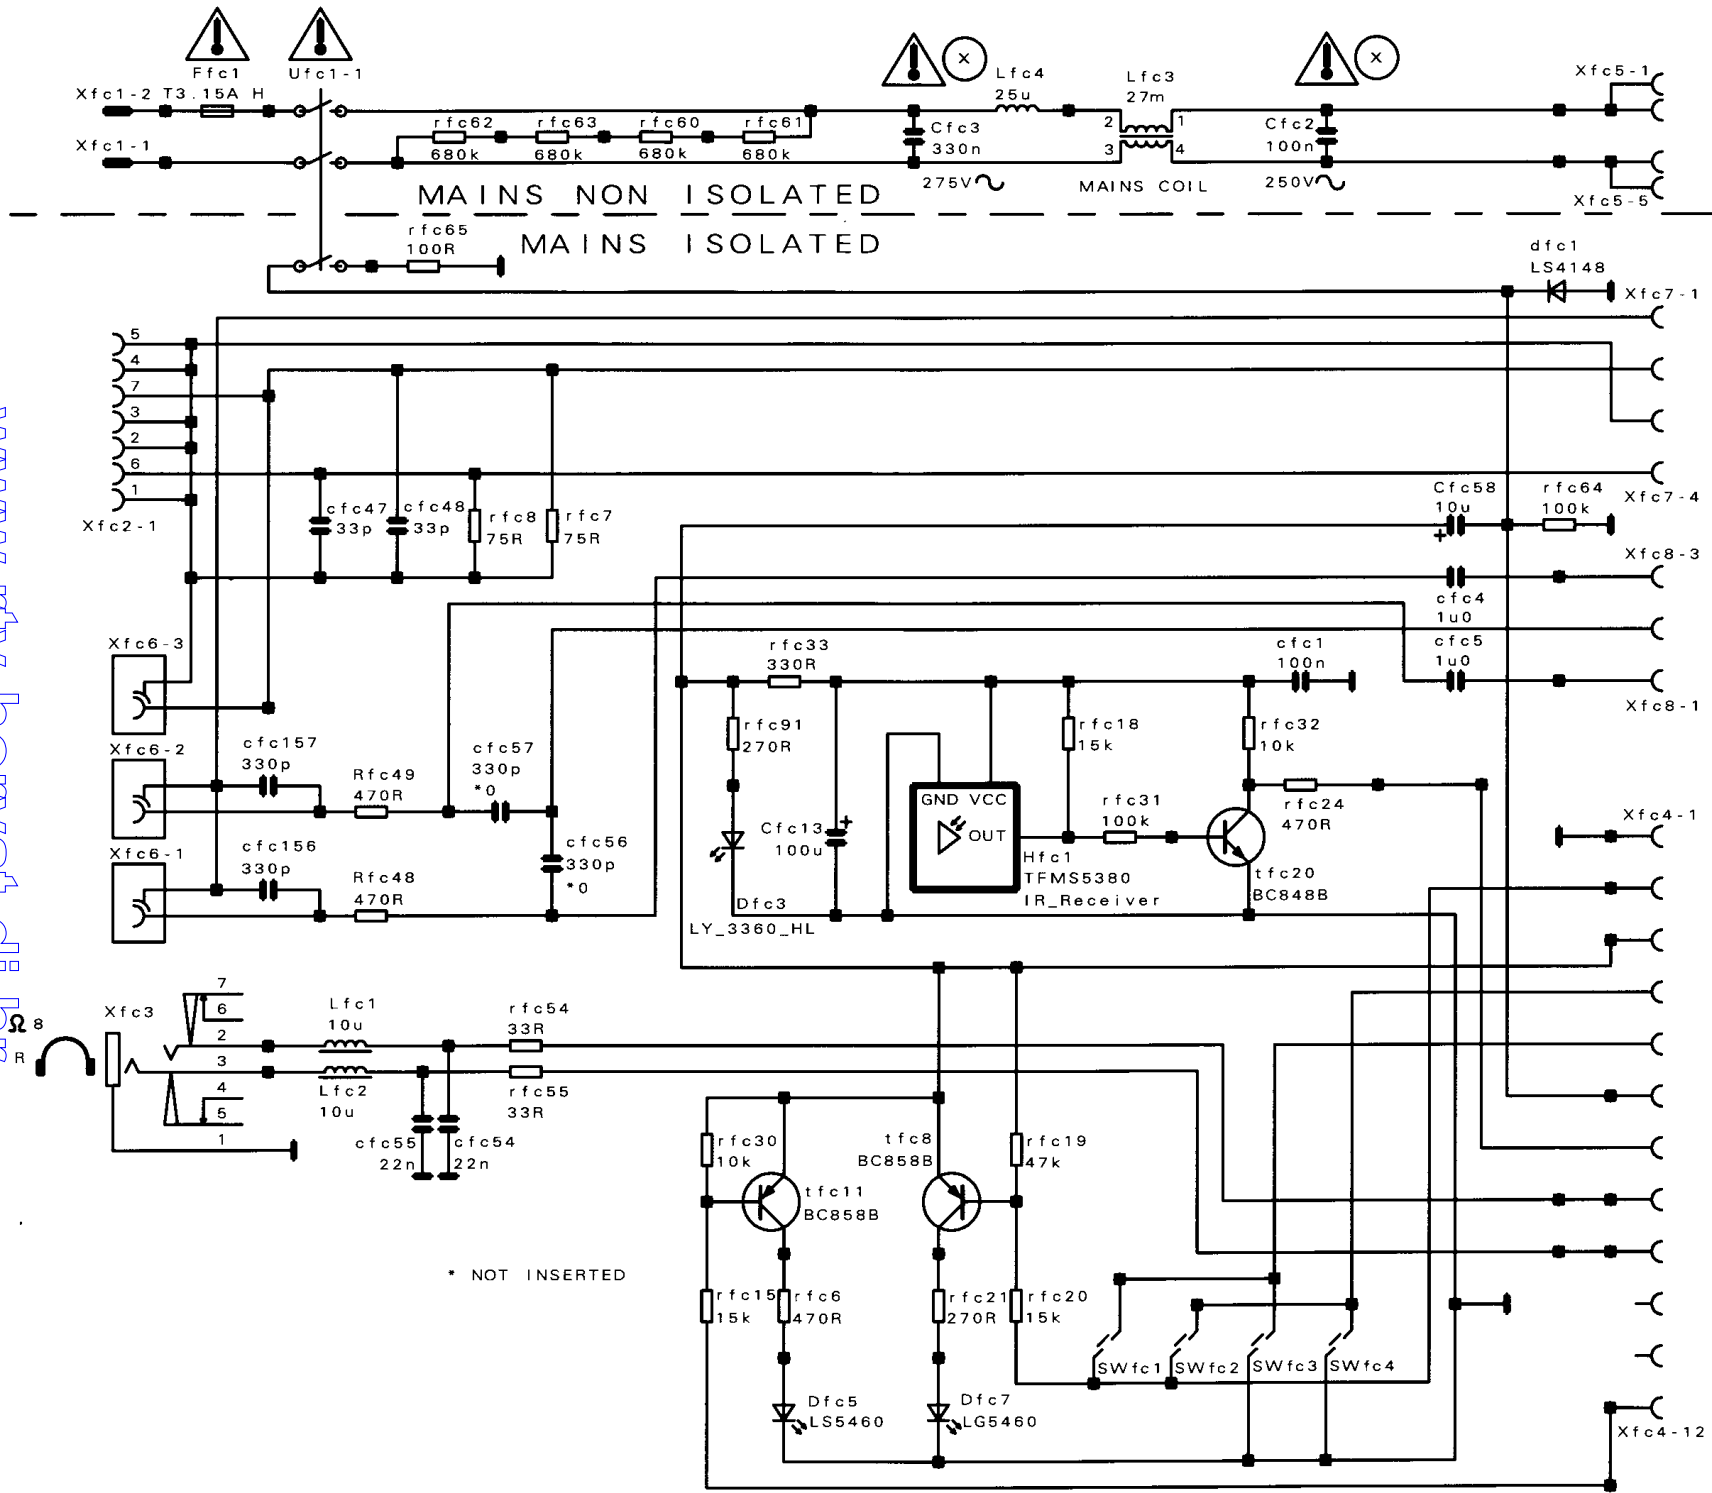 Ffc1
Ufc1-1
Xfc1-2 T3.15A H
Xfc1-1
rfc62
680k
rfc63
680k
rfc60
680k
rfc61
680k
Cfc3
330n
275V
x
Lfc4
25u
Lfc3
27m
2
1
3
4
MAINS COIL
x
Cfc2
100n
250V
Xfc5-1
Xfc5-5
MAINS NON ISOLATED
MAINS ISOLATED
rfc65
100R
dfc1
LS4148
Xfc7-1
5
4
7
3
2
6
1
Xfc2-1
cfc47
33p
cfc48
33p
rfc8
75R
rfc7
75R
Cfc58
10u
+
rfc64
100k
Xfc7-4
Xfc8-3
cfc4
1u0
cfc5
1u0
Xfc8-1
Xfc6-3
Xfc6-2
Xfc6-1
cfc157
330p
Rfc49
470R
cfc57
330p
*0
cfc156
330p
Rfc48
470R
cfc56
330p
*0
rfc33
330R
cfc1
100n
rfc91
270R
rfc18
15k
rfc32
10k
Cfc13
100u
+
GND VCC
OUT
Hfc1
TFMS5380
IR_Receiver
rfc31
100k
rfc24
470R
tfc20
BC848B
Dfc3
LY_3360_HL
Xfc4-1
Xfc3
Ω 8
R
7
6
2
3
4
5
1
Lfc1
10u
Lfc2
10u
rfc54
33R
rfc55
33R
cfc55
22n
cfc54
22n
rfc30
10k
tfc11
BC858B
tfc8
BC858B
rfc19
47k
* NOT INSERTED
rfc15
15k
rfc6
470R
rfc21
270R
rfc20
15k
SWfc1
SWfc2
SWfc3
SWfc4
Dfc5
LS5460
Dfc7
LG5460
Xfc4-12